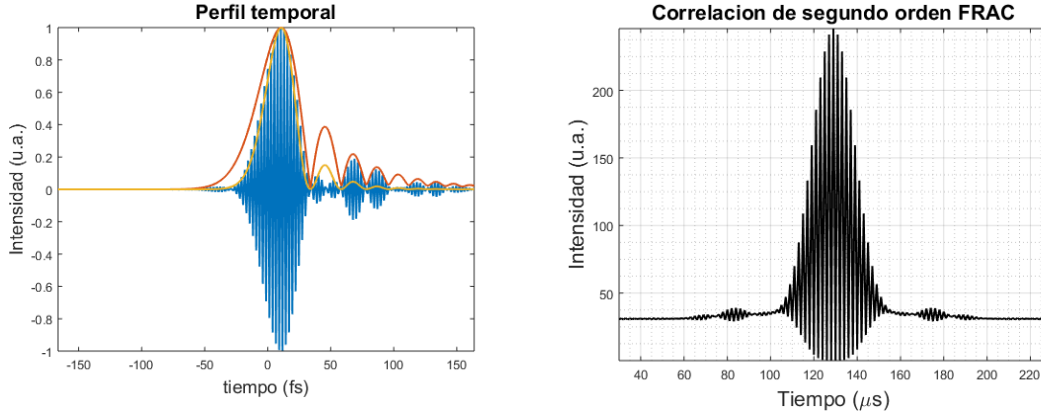 Perfil temporal
Intensidad (u.a.)
1
0.8
0.6
0.4
0.2
0
-0.2
-0.4
-0.6
-0.8
-1
-150 -100 -50 0 50 100 150
tiempo (fs)
Correlacion de segundo orden FRAC
Intensidad (u.a.)
200
150
100
50
40 60 80 100 120 140 160 180 200 220
Tiempo (μs)